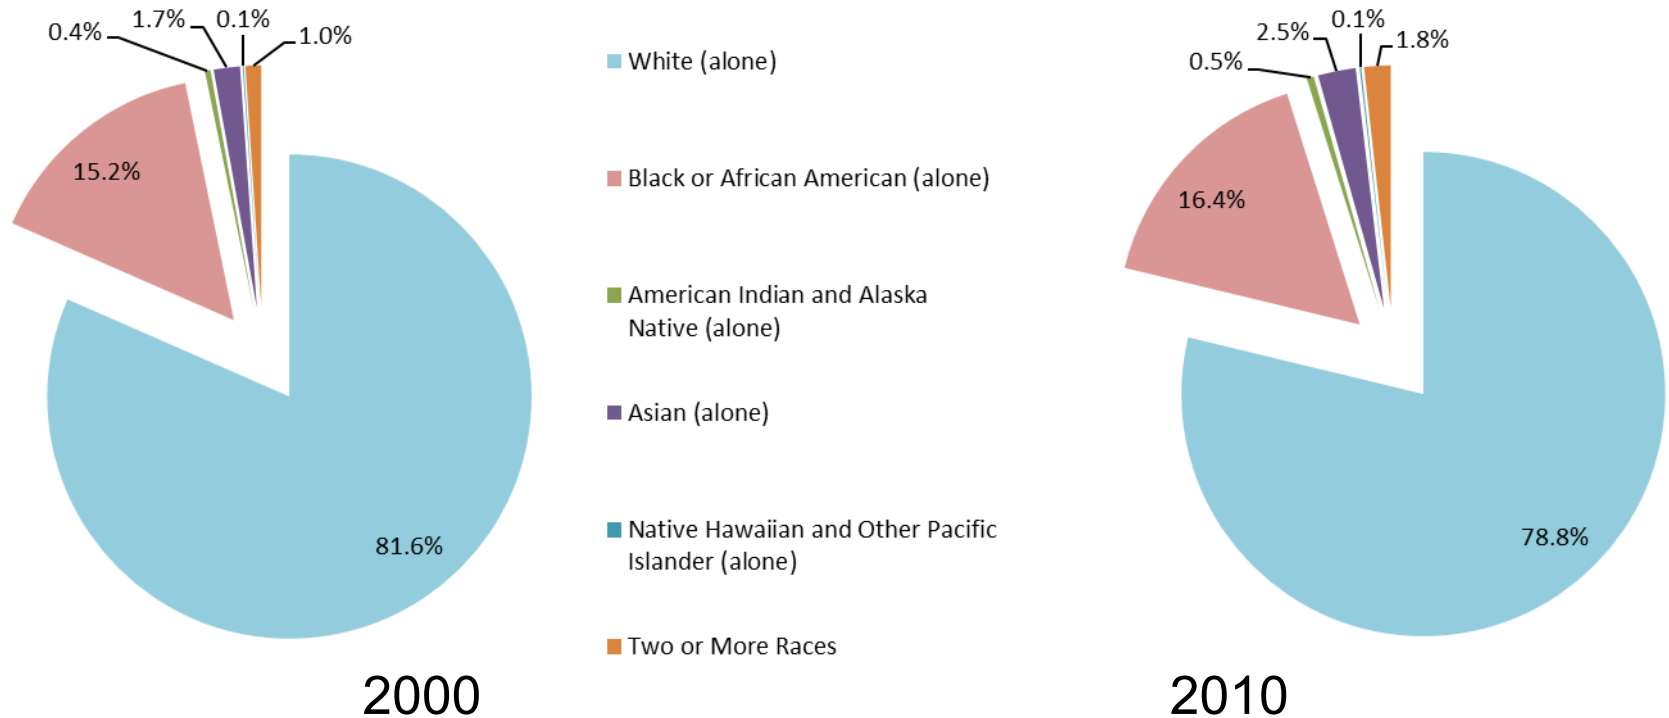 0.4%
1.7%
0.1%
1.0%
15.2%
81.6%
2000
White (alone)
Black or African American (alone)
American Indian and Alaska
Native (alone)
Asian (alone)
Native Hawaiian and Other Pacific
Islander (alone)
Two or More Races
0.5%
2.5%
0.1%
1.8%
16.4%
78.8%
2010